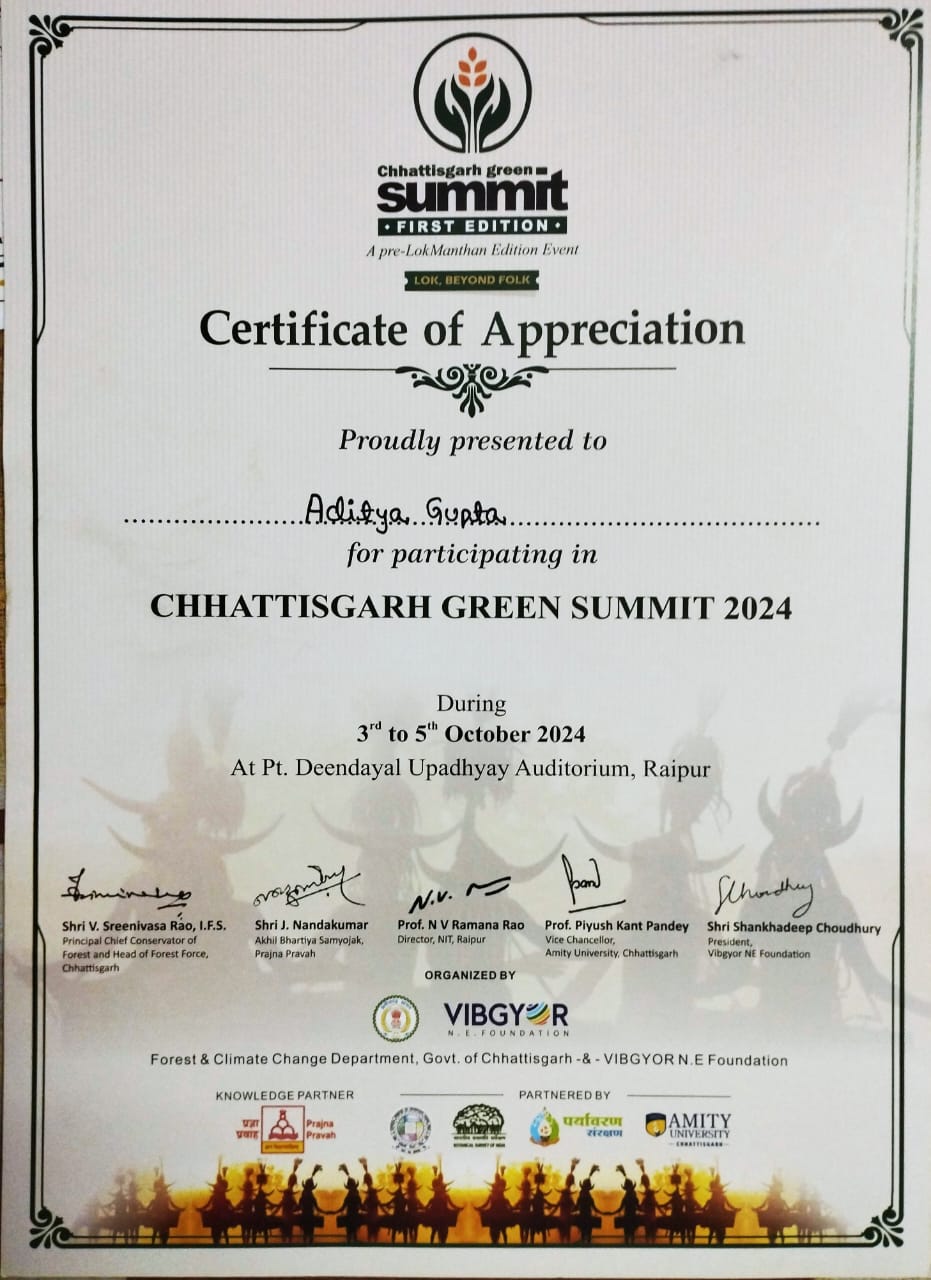 Chhattisgarh green
summit
• FIRST EDITION •
A pre-LokManthan Edition Event
LOK, BEYOND FOLK
Certificate of Appreciation
Proudly presented to
Aditya Gupta
for participating in
CHHATTISGARH GREEN SUMMIT 2024
During
3rd to 5th October 2024
At Pt. Deendayal Upadhyay Auditorium, Raipur
N.V.
SChoudhury
Shri V. Sreenivasa Rao, I.F.S.
Principal Chief Conservator of
Forest and Head of Forest Force,
Chhattisgarh
Shri J. Nandakumar
Akhil Bhartiya Samyojak,
Prajna Pravah
Prof. N V Ramana Rao
Director, NIT, Raipur
Prof. Piyush Kant Pandey
Vice Chancellor,
Amity University, Chhattisgarh
Shri Shankhadeep Choudhury
President,
Vibgyor NE Foundation
ORGANIZED BY
VIBGYOR
N.E. FOUNDATION
Forest & Climate Change Department, Govt. of Chhattisgarh -& - VIBGYOR N.E Foundation
KNOWLEDGE PARTNER
PARTNERED BY
प्रज्ञा
प्रवाह
Prajna
Pravah
BOTANICAL SURVEY OF INDIA
पर्यावरण
संरक्षण
AMITY
UNIVERSITY
CHHATTISGARH